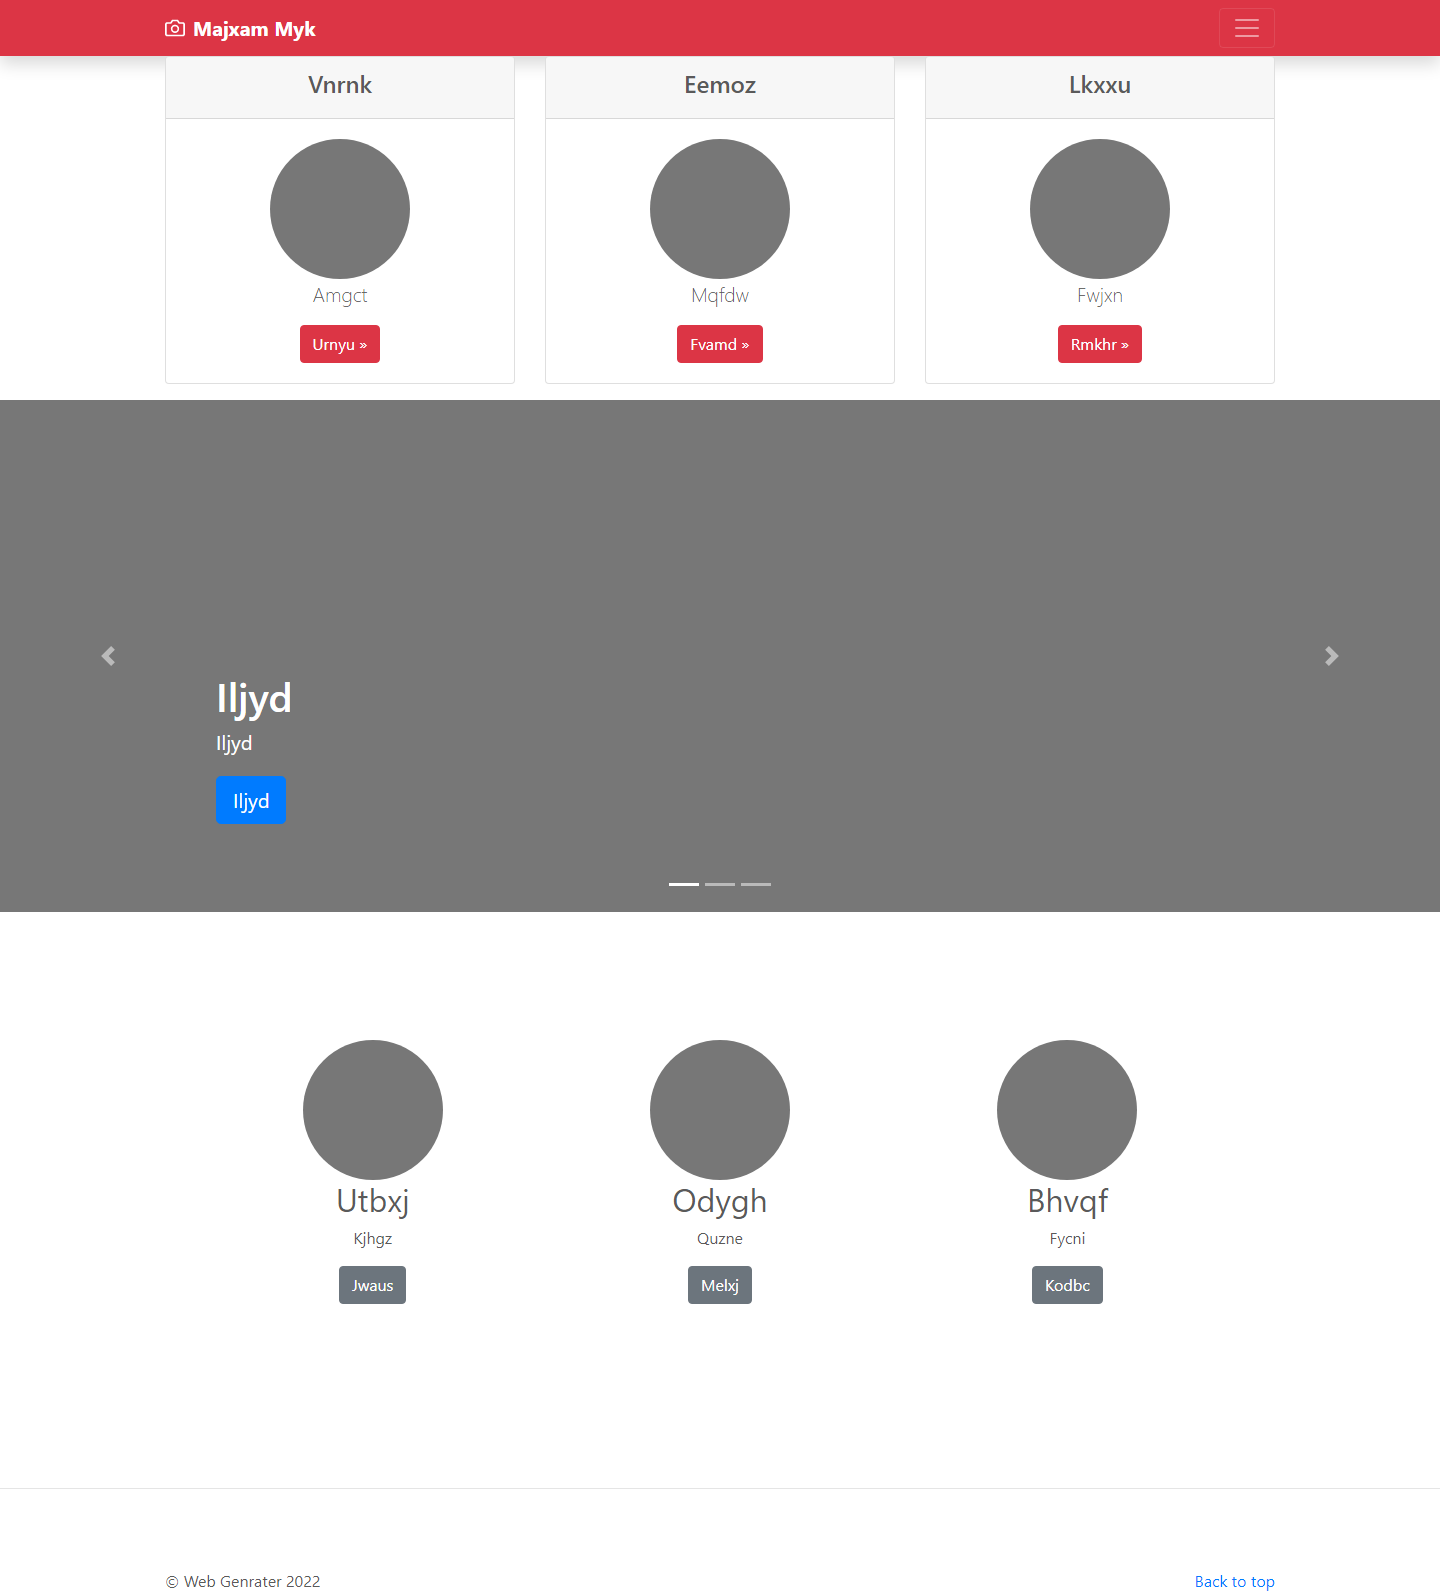 Majxam Myk
Vnrnk
Eemoz
Lkxxu
Amgct
Mqfdw
Fwjxn
Urnyu »
Fvamd »
Rmkhr »
Iljyd
Iljyd
Iljyd
Utbxj
Odygh
Bhvqf
Kjhgz
Quzne
Fycni
Jwaus
Melxj
Kodbc
© Web Genrater 2022
Back to top